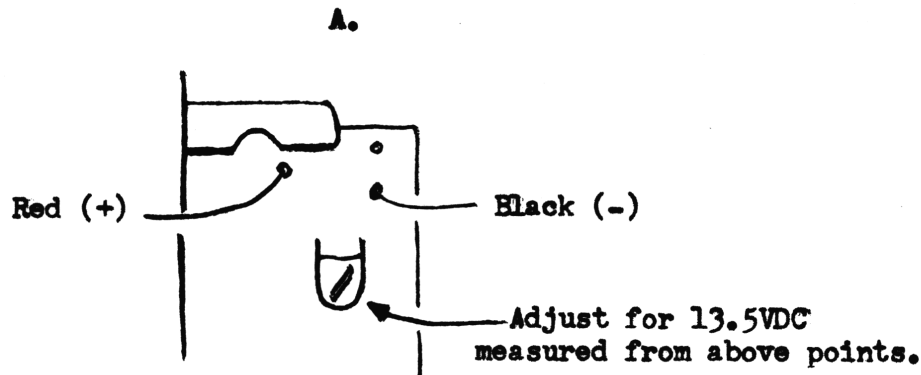 A.
Red (+)
Black (-)
Adjust for 13.5VDC
measured from above points.